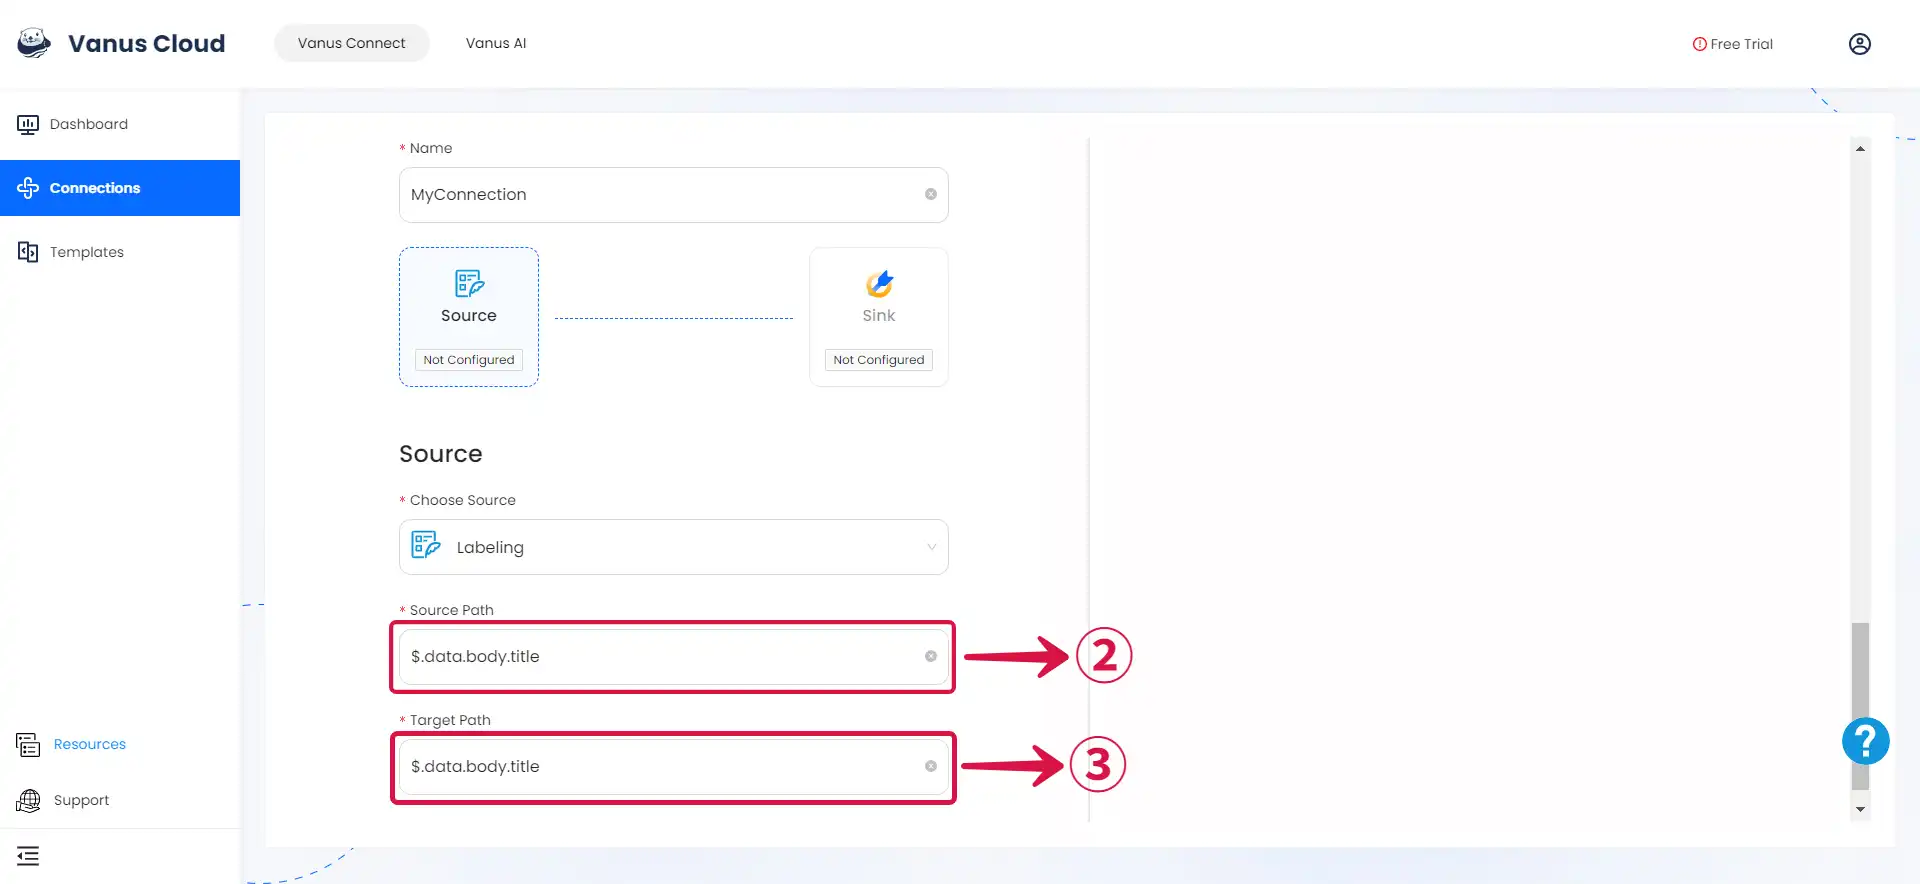 Vanus Cloud
Vanus Connect
Vanus AI
Free Trial
Dashboard
Connections
Templates
Resources
Support
* Name
MyConnection
Source
Not Configured
Sink
Not Configured
Source
* Choose Source
Labeling
* Source Path
$.data.body.title
2
* Target Path
$.data.body.title
3
?